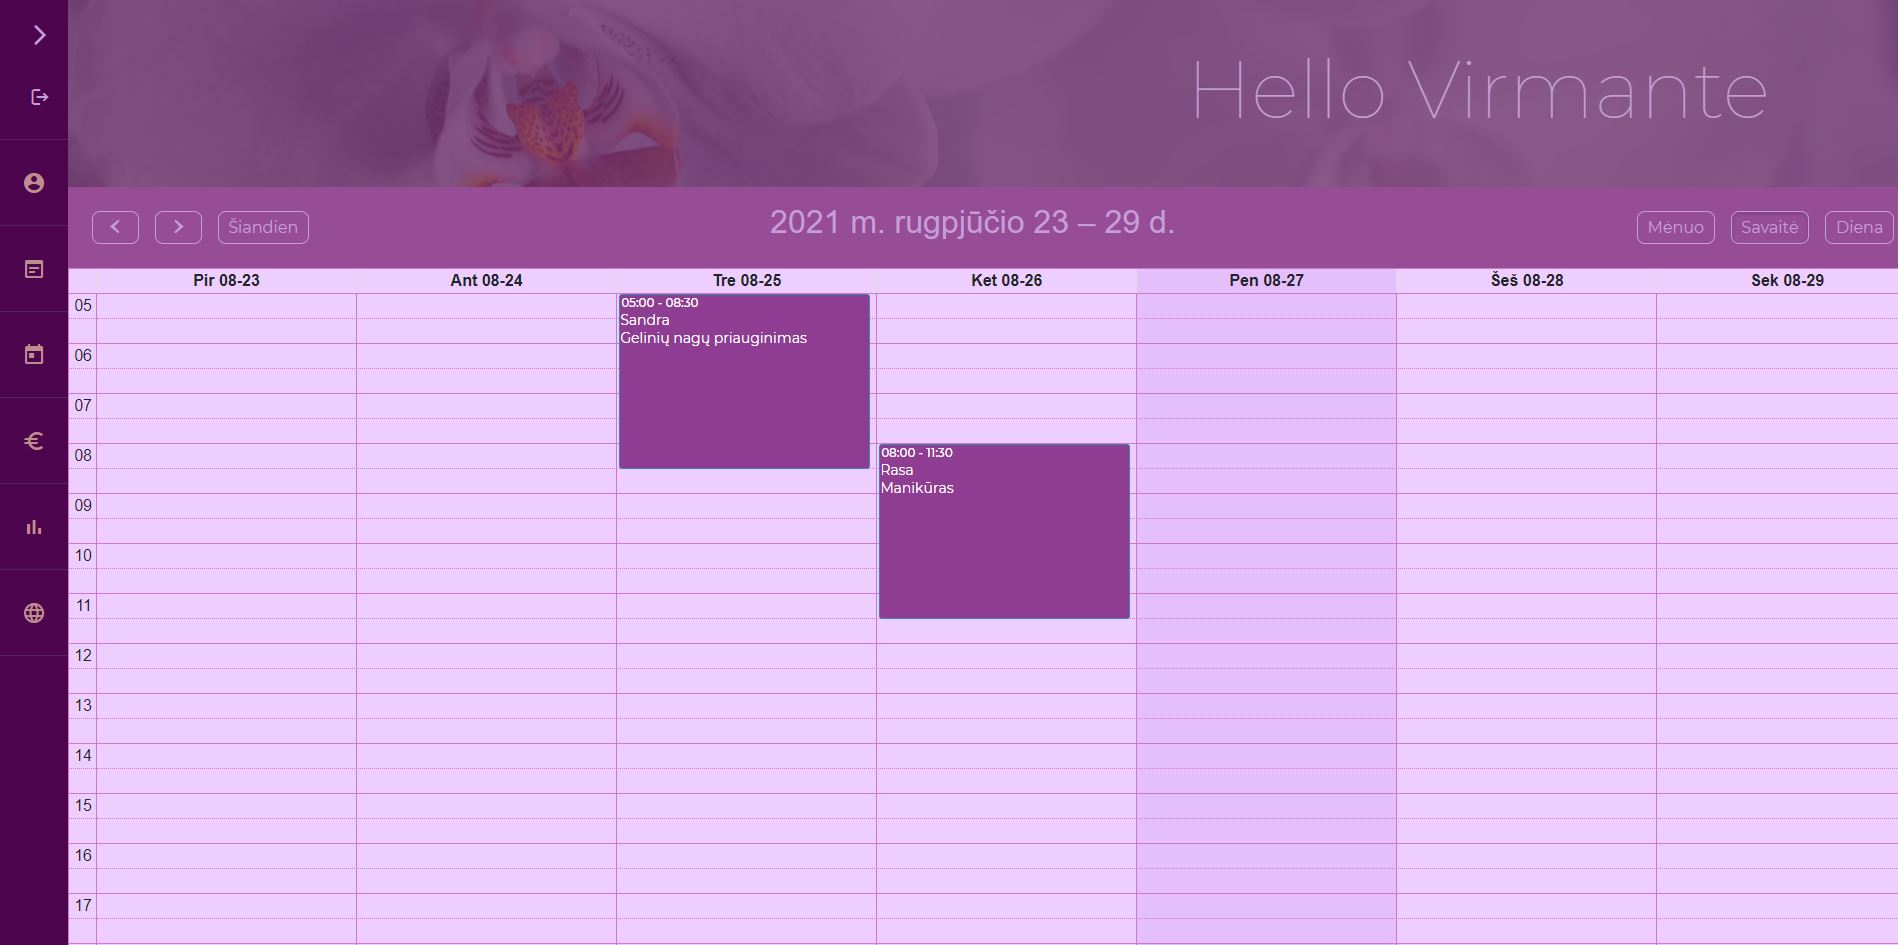 Hello Virmante
Šiandien
2021 m. rugpjūčio 23 – 29 d.
Mėnuo
Savaitė
Diena
Pir 08-23
Ant 08-24
Tre 08-25
Ket 08-26
Pen 08-27
Šeš 08-28
Sek 08-29
05
05:00 - 08:30
Sandra
Gelinių nagų priauginimas
06
07
08
08:00 - 11:30
Rasa
Manikūras
09
10
11
12
13
14
15
16
17